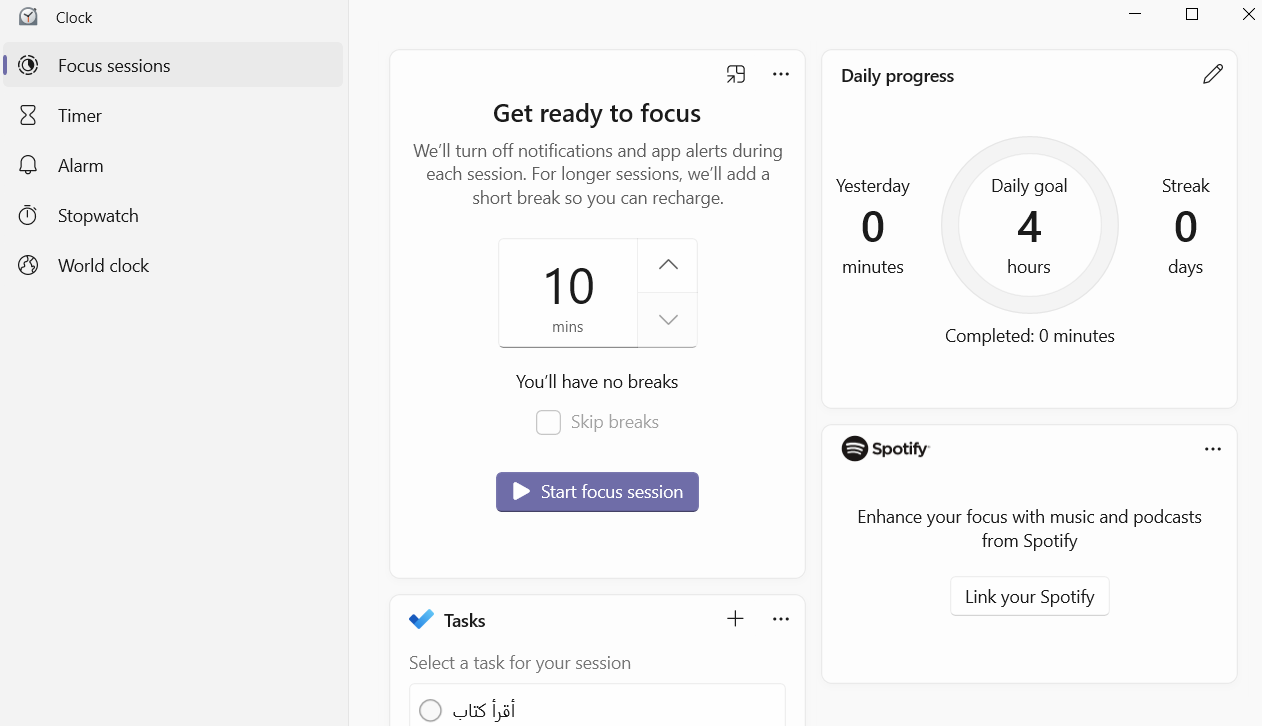 Clock
Focus sessions
Timer
Alarm
Stopwatch
World clock
Get ready to focus
We’ll turn off notifications and app alerts during
each session. For longer sessions, we’ll add a
short break so you can recharge.
10
mins
You’ll have no breaks
Skip breaks
Start focus session
Tasks
Select a task for your session
أقرأ كتاب
Daily progress
Yesterday
0
minutes
Daily goal
4
hours
Streak
0
days
Completed: 0 minutes
Spotify
Enhance your focus with music and podcasts
from Spotify
Link your Spotify